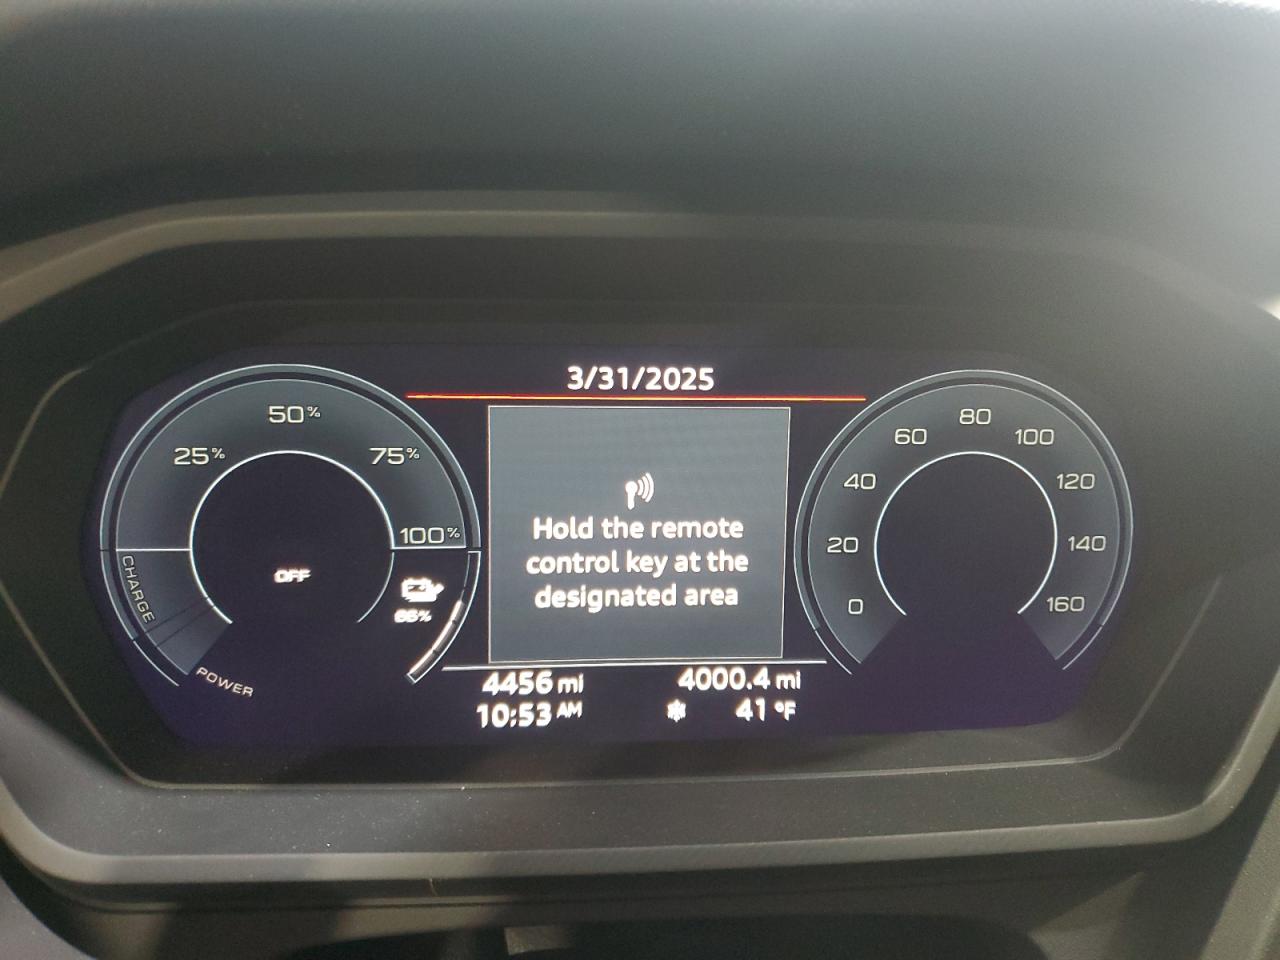 3/31/2025
50%
25%
75%
100%
CHARGE
OFF
POWER
Hold the remote
control key at the
designated area
80
60
100
40
120
20
140
0
160
4456 mi
4000.4 mi
10:53 AM
41 °F